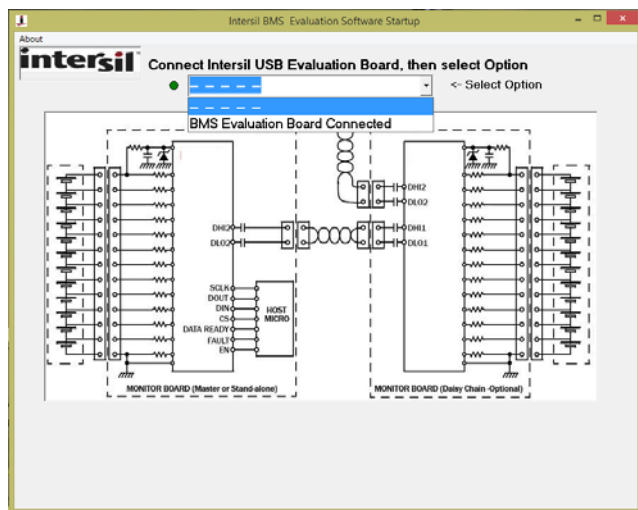 Intersil BMS Evaluation Software Startup
About
intersil
Connect Intersil USB Evaluation Board, then select Option
<- Select Option
BMS Evaluation Board Connected
DHI2
DLO2
DHI2
DLO2
DHI1
DLO1
SCLK
DOUT
DIN
CS
DATA READY
FAULT
EN
HOST
MICRO
MONITOR BOARD (Master or Stand-alone)
MONITOR BOARD (Daisy Chain -Optional)